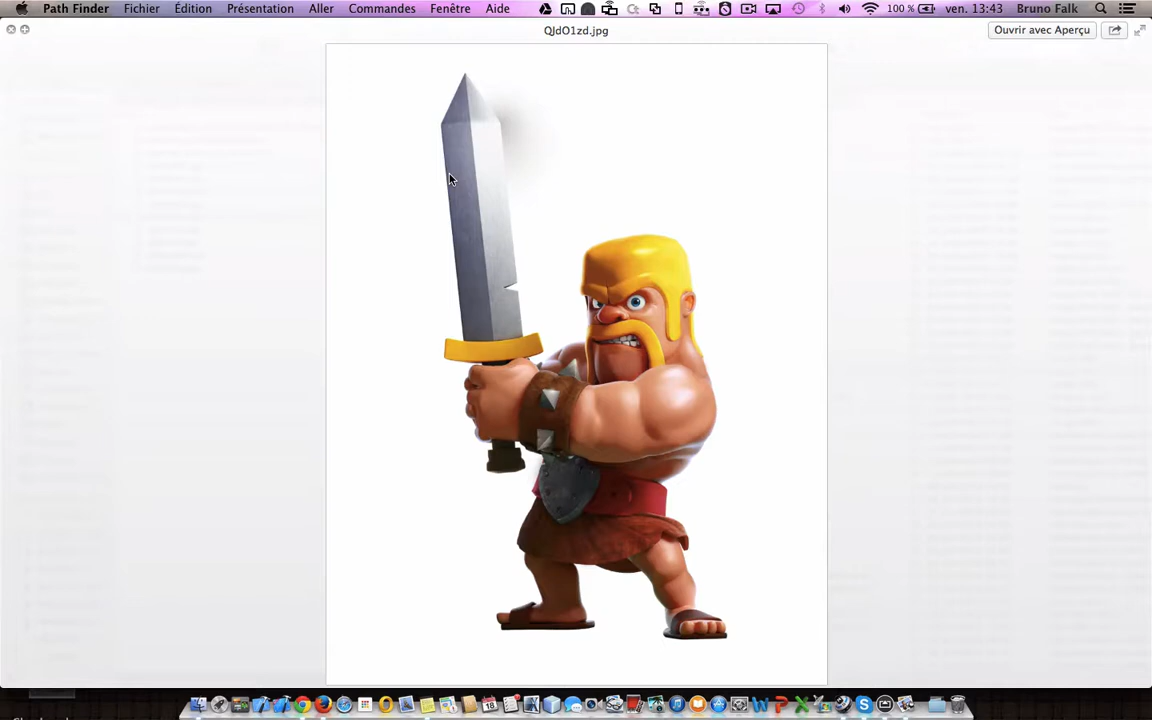 Path Finder Fichier Édition Présentation Aller Commandes Fenêtre Aide 100 % ven. 13:43 Bruno Falk
QJdO1zd.jpg
Ouvrir avec Aperçu
18